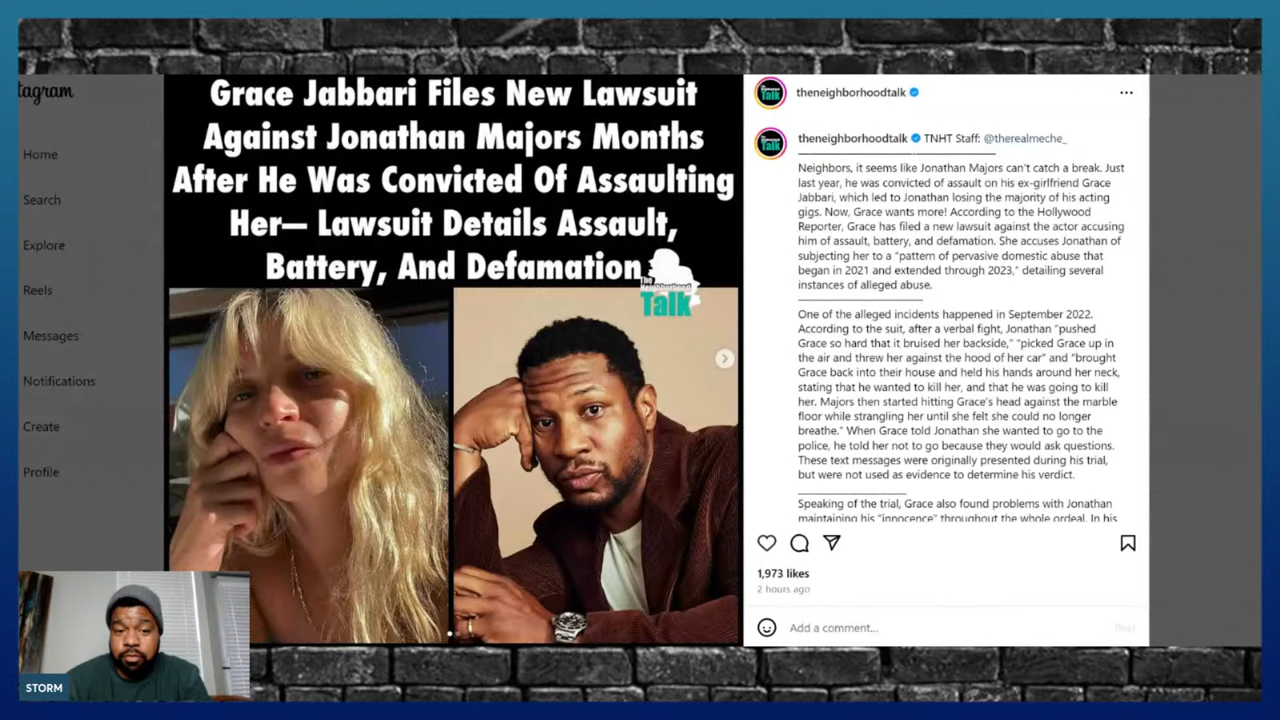 tagram
Home
Search
Explore
Reels
Messages
Notifications
Create
Profile
Grace Jabbari Files New Lawsuit
Against Jonathan Majors Months
After He Was Convicted Of Assaulting
Her— Lawsuit Details Assault,
Battery, And Defamation
The
Neighborhood
Talk
theneighborhoodtalk
theneighborhoodtalk TNHT Staff: @therealmeche_
Neighbors, it seems like Jonathan Majors can't catch a break. Just
last year, he was convicted of assault on his ex-girlfriend Grace
Jabbari, which led to Jonathan losing the majority of his acting
gigs. Now, Grace wants more! According to the Hollywood
Reporter, Grace has filed a new lawsuit against the actor accusing
him of assault, battery, and defamation. She accuses Jonathan of
subjecting her to a "pattern of pervasive domestic abuse that
began in 2021 and extended through 2023," detailing several
instances of alleged abuse.
One of the alleged incidents happened in September 2022.
According to the suit, after a verbal fight, Jonathan "pushed
Grace so hard that it bruised her backside," "picked Grace up in
the air and threw her against the hood of her car" and "brought
Grace back into their house and held his hands around her neck,
stating that he wanted to kill her, and that he was going to kill
her. Majors then started hitting Grace's head against the marble
floor while strangling her until she felt she could no longer
breathe." When Grace told Jonathan she wanted to go to the
police, he told her not to go because they would ask questions.
These text messages were originally presented during his trial,
but were not used as evidence to determine his verdict.
Speaking of the trial, Grace also found problems with Jonathan
maintaining his "innocence" throughout the whole ordeal. In his
1,973 likes
2 hours ago
Add a comment...
Post
STORM